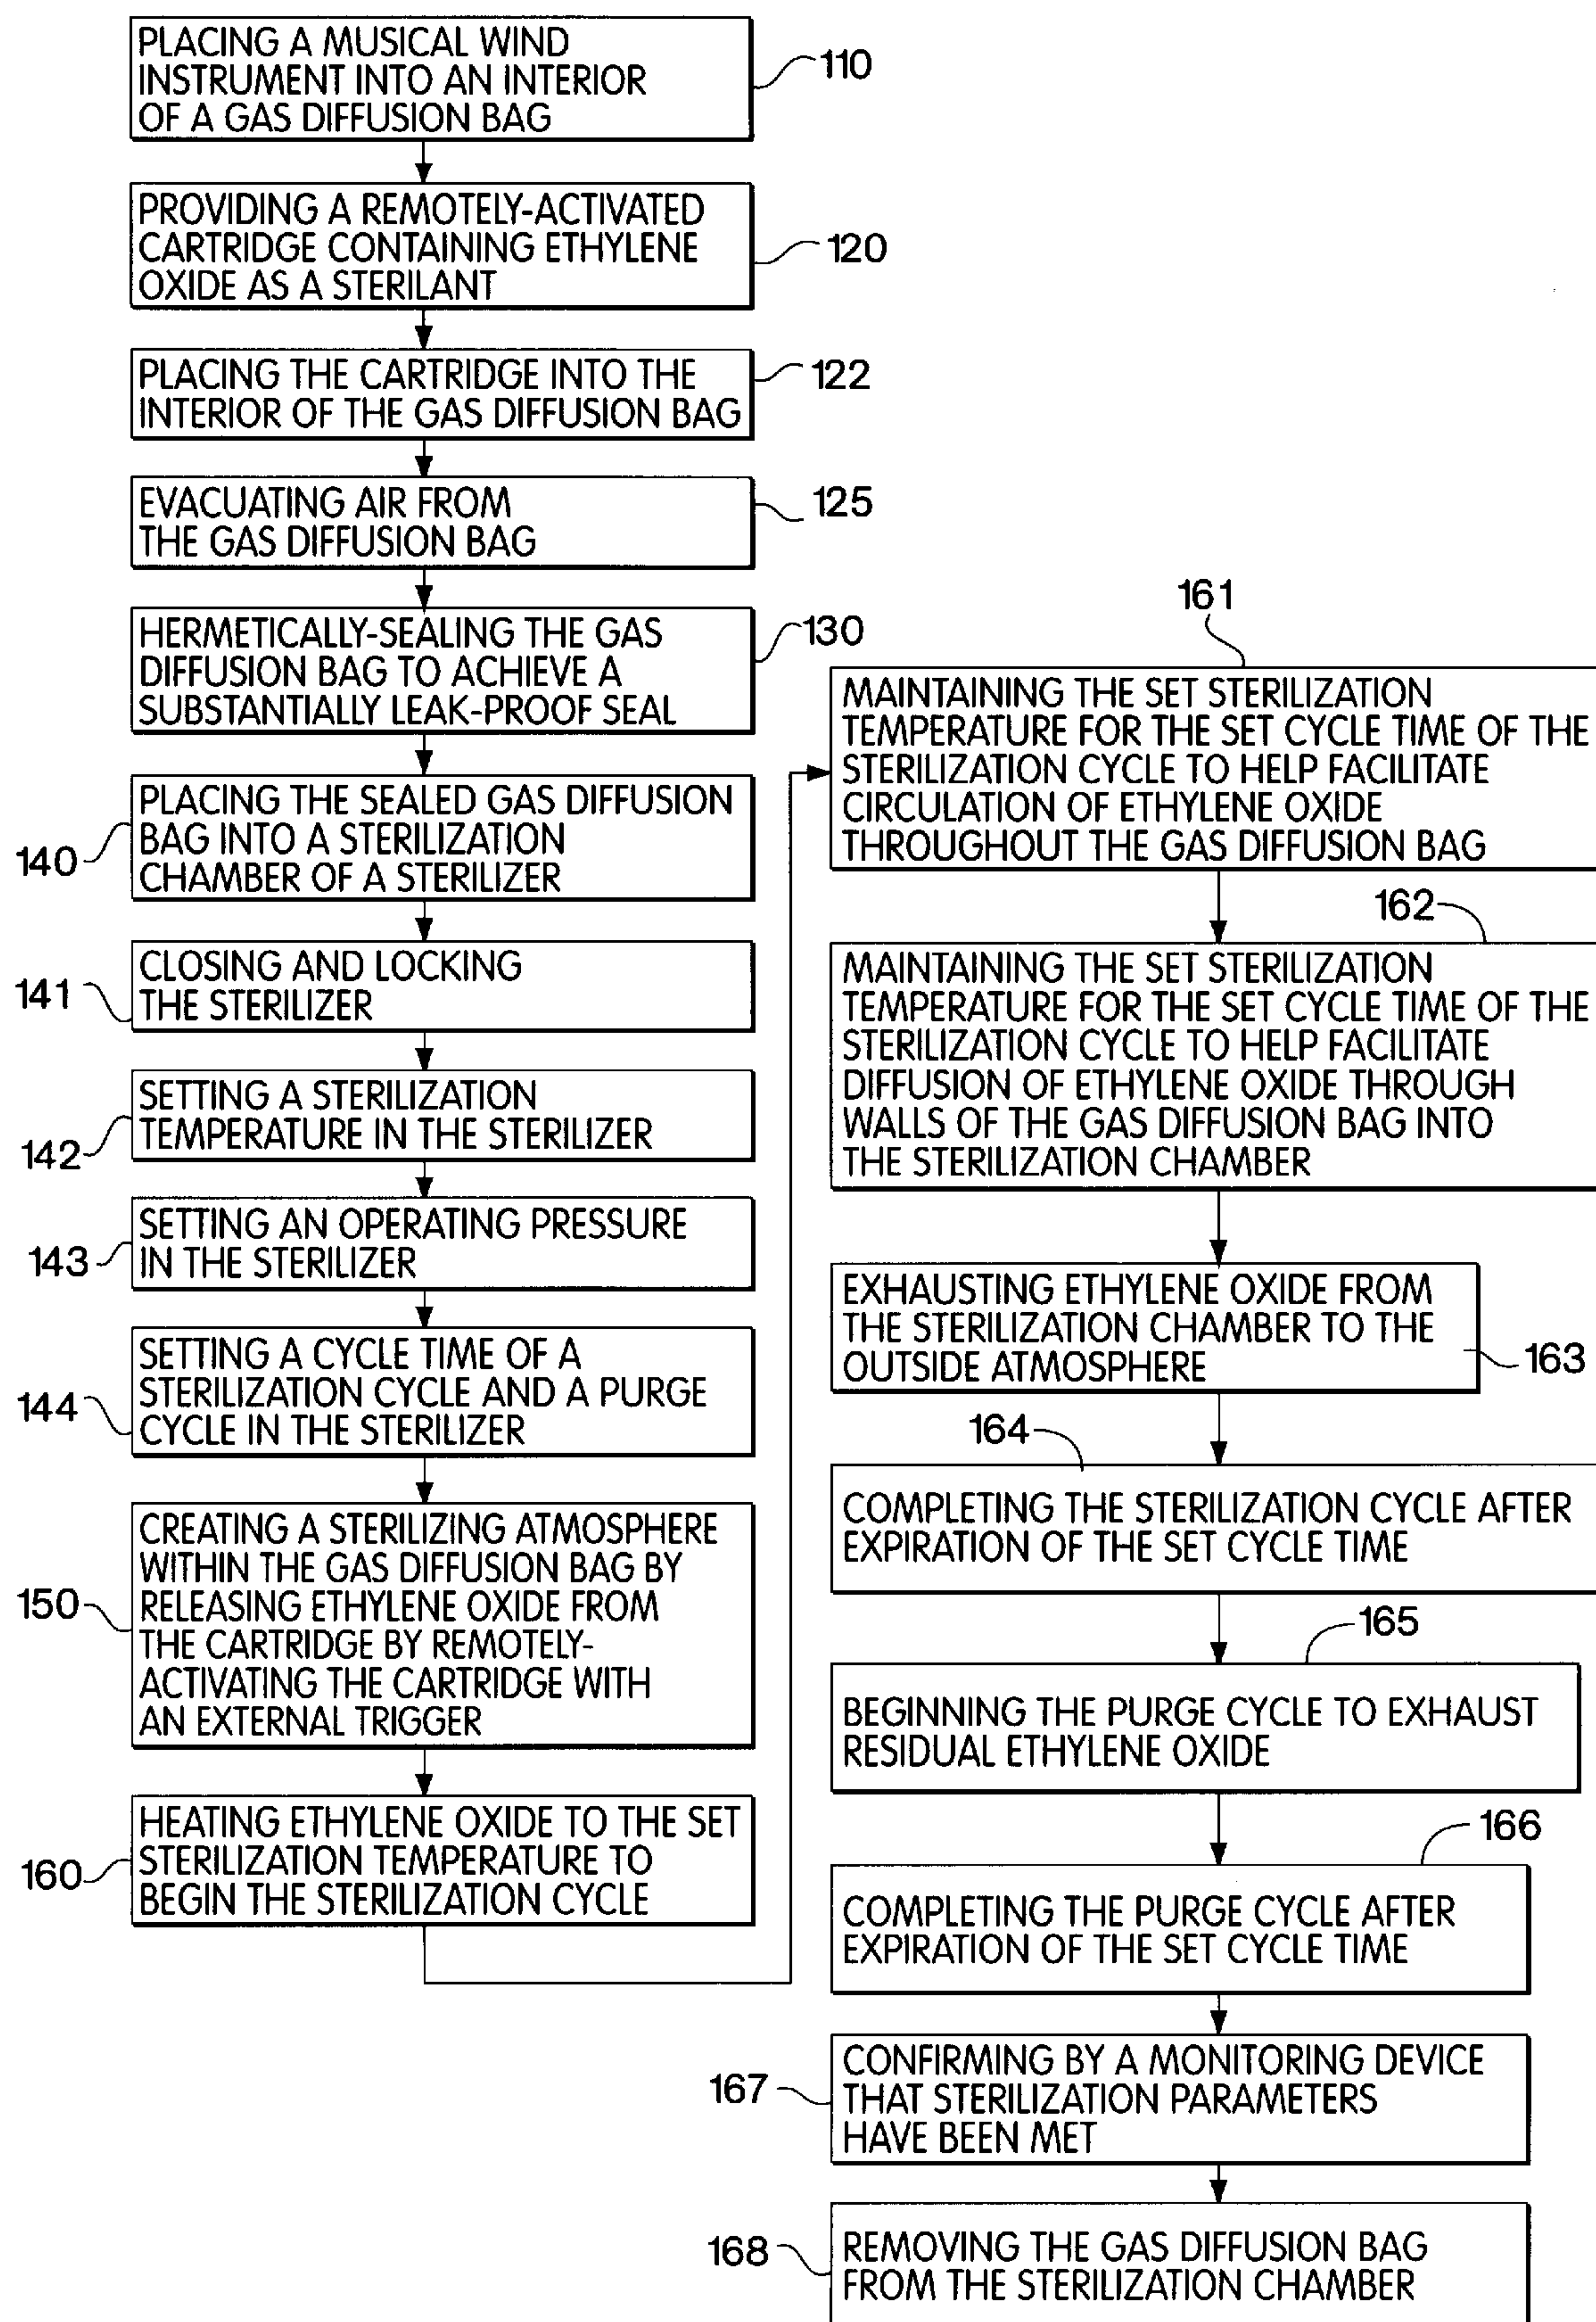 PLACING A MUSICAL WIND
INSTRUMENT INTO AN INTERIOR
OF A GAS DIFFUSION BAG
110
PROVIDING A REMOTELY-ACTIVATED
CARTRIDGE CONTAINING ETHYLENE
OXIDE AS A STERILANT
120
PLACING THE CARTRIDGE INTO THE
INTERIOR OF THE GAS DIFFUSION BAG
122
EVACUATING AIR FROM
THE GAS DIFFUSION BAG
125
HERMETICALLY-SEALING THE GAS
DIFFUSION BAG TO ACHIEVE A
SUBSTANTIALLY LEAK-PROOF SEAL
130
PLACING THE SEALED GAS DIFFUSION
BAG INTO A STERILIZATION
CHAMBER OF A STERILIZER
140
CLOSING AND LOCKING
THE STERILIZER
141
SETTING A STERILIZATION
TEMPERATURE IN THE STERILIZER
142
SETTING AN OPERATING PRESSURE
IN THE STERILIZER
143
SETTING A CYCLE TIME OF A
STERILIZATION CYCLE AND A PURGE
CYCLE IN THE STERILIZER
144
CREATING A STERILIZING ATMOSPHERE
WITHIN THE GAS DIFFUSION BAG BY
RELEASING ETHYLENE OXIDE FROM
THE CARTRIDGE BY REMOTELY-
ACTIVATING THE CARTRIDGE WITH
AN EXTERNAL TRIGGER
150
HEATING ETHYLENE OXIDE TO THE SET
STERILIZATION TEMPERATURE TO
BEGIN THE STERILIZATION CYCLE
160
161
MAINTAINING THE SET STERILIZATION
TEMPERATURE FOR THE SET CYCLE TIME OF THE
STERILIZATION CYCLE TO HELP FACILITATE
CIRCULATION OF ETHYLENE OXIDE
THROUGHOUT THE GAS DIFFUSION BAG
162
MAINTAINING THE SET STERILIZATION
TEMPERATURE FOR THE SET CYCLE TIME OF THE
STERILIZATION CYCLE TO HELP FACILITATE
DIFFUSION OF ETHYLENE OXIDE THROUGH
WALLS OF THE GAS DIFFUSION BAG INTO
THE STERILIZATION CHAMBER
EXHAUSTING ETHYLENE OXIDE FROM
THE STERILIZATION CHAMBER TO THE
OUTSIDE ATMOSPHERE
163
164
COMPLETING THE STERILIZATION CYCLE AFTER
EXPIRATION OF THE SET CYCLE TIME
165
BEGINNING THE PURGE CYCLE TO EXHAUST
RESIDUAL ETHYLENE OXIDE
166
COMPLETING THE PURGE CYCLE AFTER
EXPIRATION OF THE SET CYCLE TIME
CONFIRMING BY A MONITORING DEVICE
THAT STERILIZATION PARAMETERS
HAVE BEEN MET
167
REMOVING THE GAS DIFFUSION BAG
FROM THE STERILIZATION CHAMBER
168